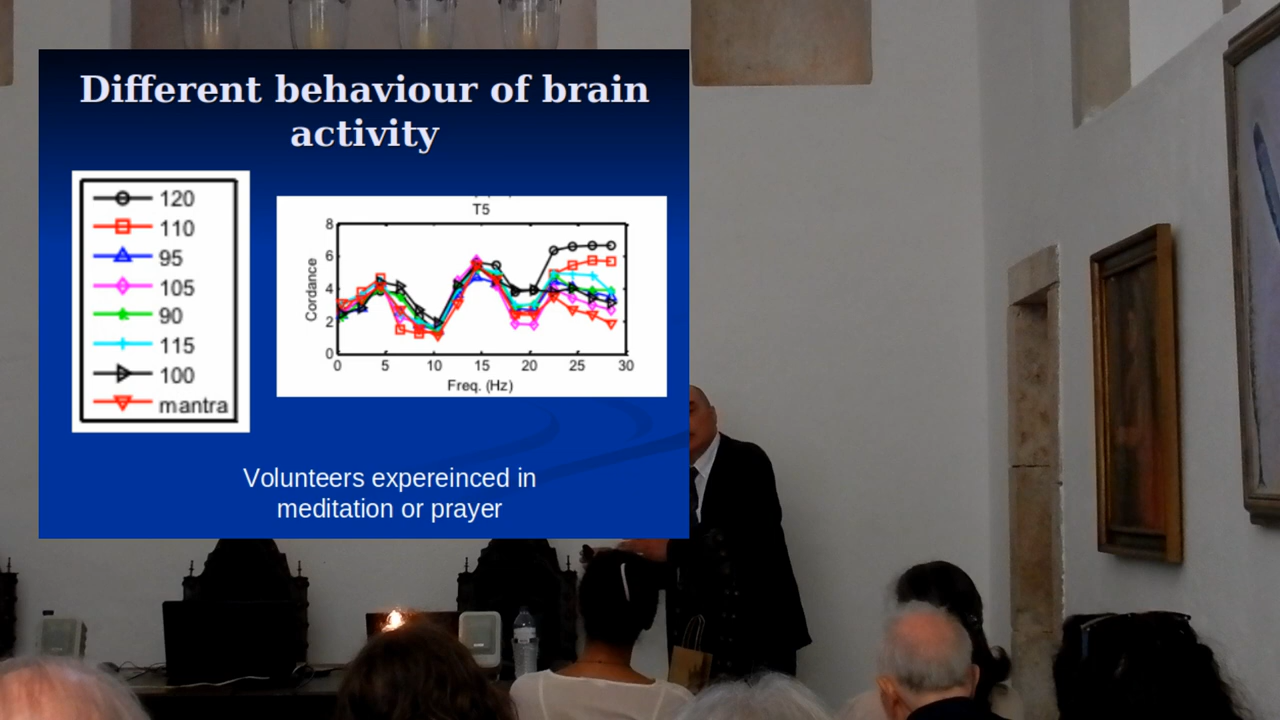 Different behaviour of brain
activity
120
110
95
105
90
115
100
mantra
T5
8
6
4
2
0
Cordance
0 5 10 15 20 25 30
Freq. (Hz)
Volunteers expereinced in
meditation or prayer